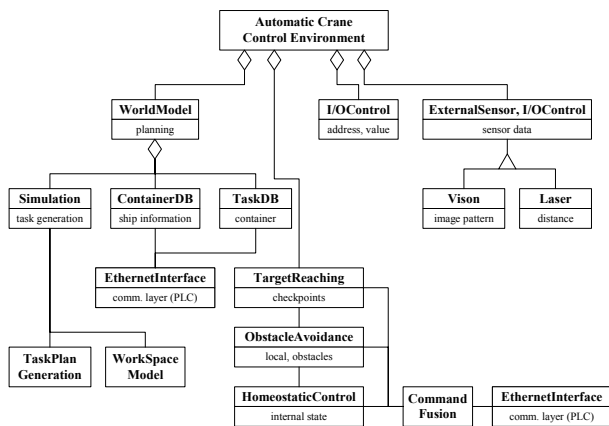 Automatic Crane
Control Environment
WorldModel
planning
I/OControl
address, value
ExternalSensor, I/OControl
sensor data
Simulation
task generation
ContainerDB
ship information
TaskDB
container
Vison
image pattern
Laser
distance
EthernetInterface
comm. layer (PLC)
TargetReaching
checkpoints
ObstacleAvoidance
local, obstacles
TaskPlan
Generation
WorkSpace
Model
HomeostaticControl
internal state
Command
Fusion
EthernetInterface
comm. layer (PLC)